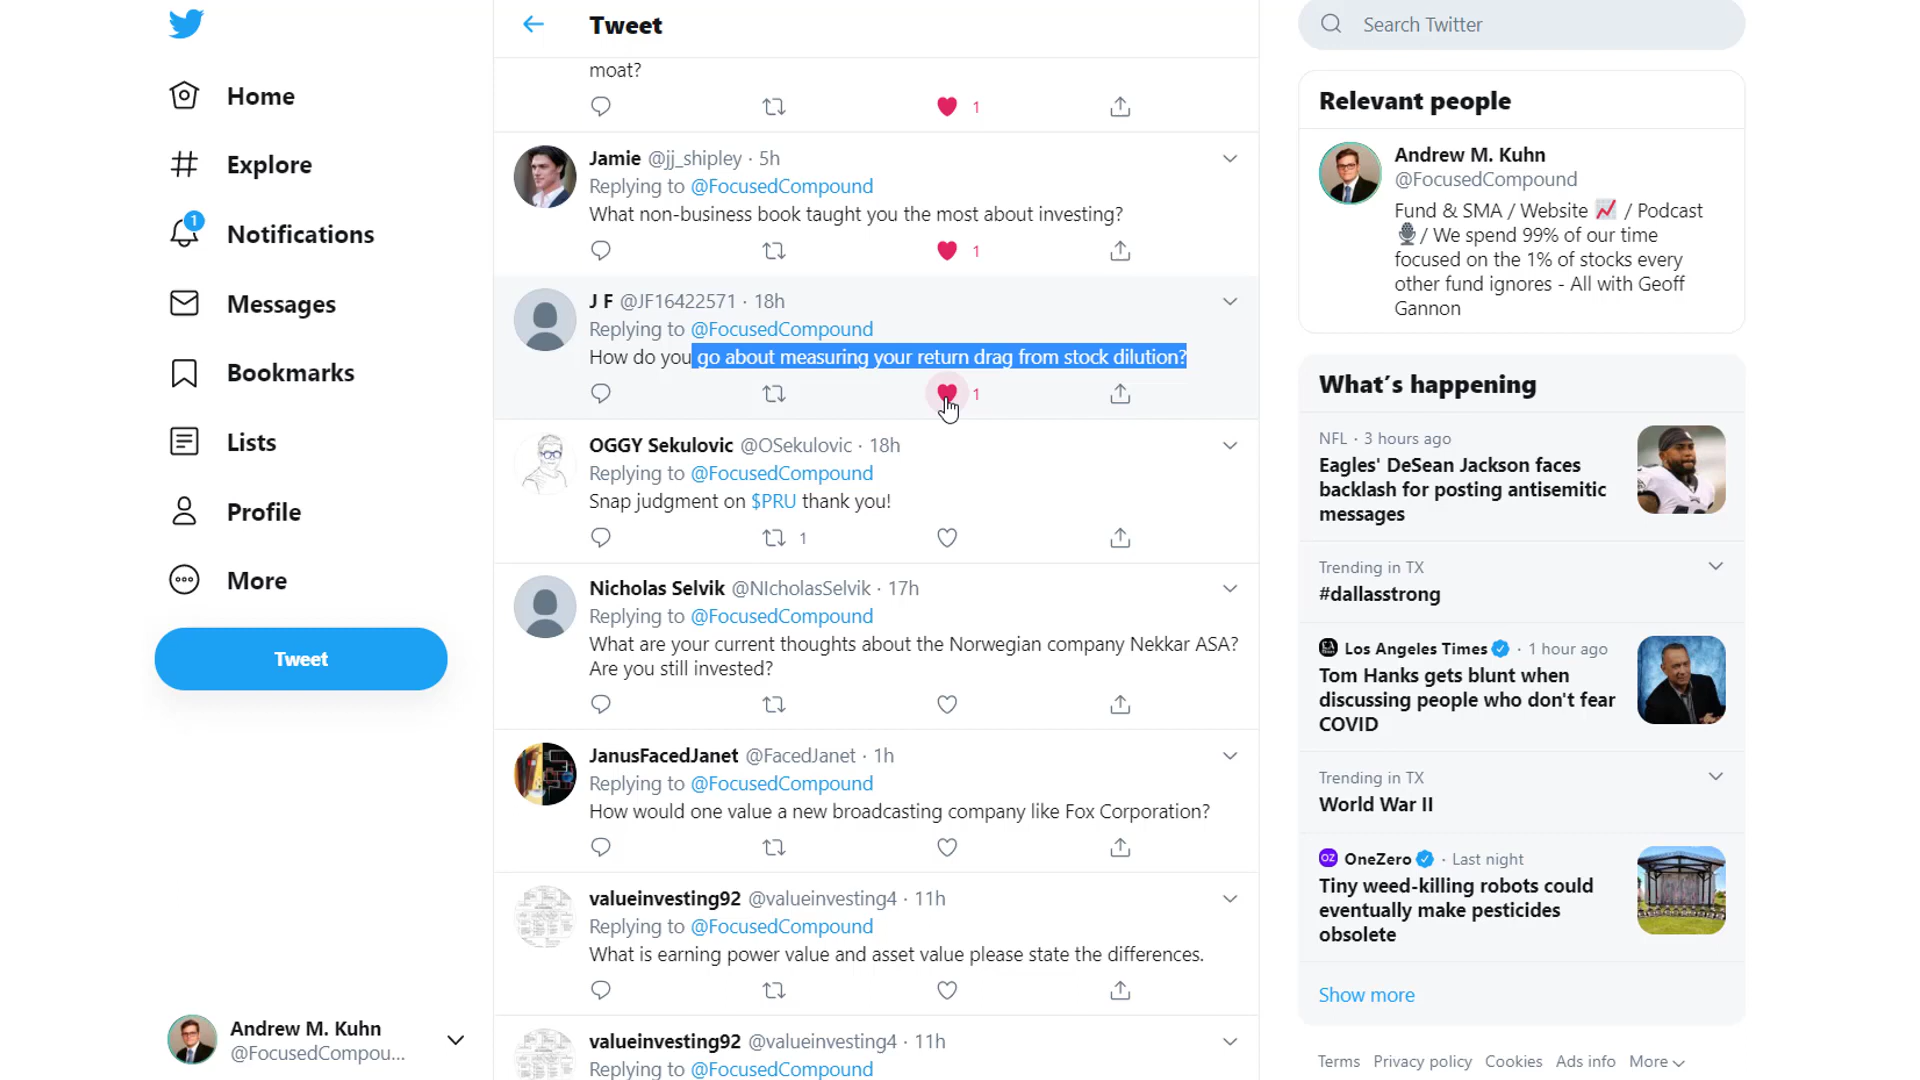 Home
Explore
1
Notifications
Messages
Bookmarks
Lists
Profile
More
Tweet
Andrew M. Kuhn
@FocusedCompou...
Tweet
moat?
1
Jamie @jj_shipley · 5h
Replying to @FocusedCompound
What non-business book taught you the most about investing?
1
J F @JF16422571 · 18h
Replying to @FocusedCompound
How do you go about measuring your return drag from stock dilution?
1
OGGY Sekulovic @OSekulovic · 18h
Replying to @FocusedCompound
Snap judgment on $PRU thank you!
1
Nicholas Selvik @NIcholasSelvik · 17h
Replying to @FocusedCompound
What are your current thoughts about the Norwegian company Nekkar ASA?
Are you still invested?
JanusFacedJanet @FacedJanet · 1h
Replying to @FocusedCompound
How would one value a new broadcasting company like Fox Corporation?
valueinvesting92 @valueinvesting4 · 11h
Replying to @FocusedCompound
What is earning power value and asset value please state the differences.
valueinvesting92 @valueinvesting4 · 11h
Replying to @FocusedCompound
Search Twitter
Relevant people
Andrew M. Kuhn
@FocusedCompound
Fund & SMA / Website 📈 / Podcast
🎙/ We spend 99% of our time
focused on the 1% of stocks every
other fund ignores - All with Geoff
Gannon
What's happening
NFL · 3 hours ago
Eagles' DeSean Jackson faces
backlash for posting antisemitic
messages
Trending in TX
#dallasstrong
Los Angeles Times · 1 hour ago
Tom Hanks gets blunt when
discussing people who don't fear
COVID
Trending in TX
World War II
OZ OneZero · Last night
Tiny weed-killing robots could
eventually make pesticides
obsolete
Show more
Terms Privacy policy Cookies Ads info More